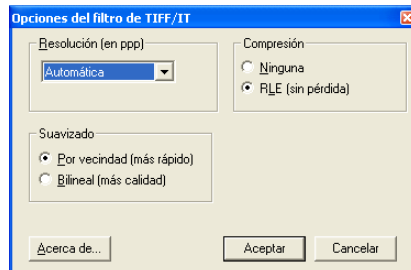 Opciones del filtro de TIFF/IT
Resolución (en ppp)
Automática
Compresión
Ninguna
RLE (sin pérdida)
Suavizado
Por vecindad (más rápido)
Bilineal (más calidad)
Acerca de...
Aceptar
Cancelar